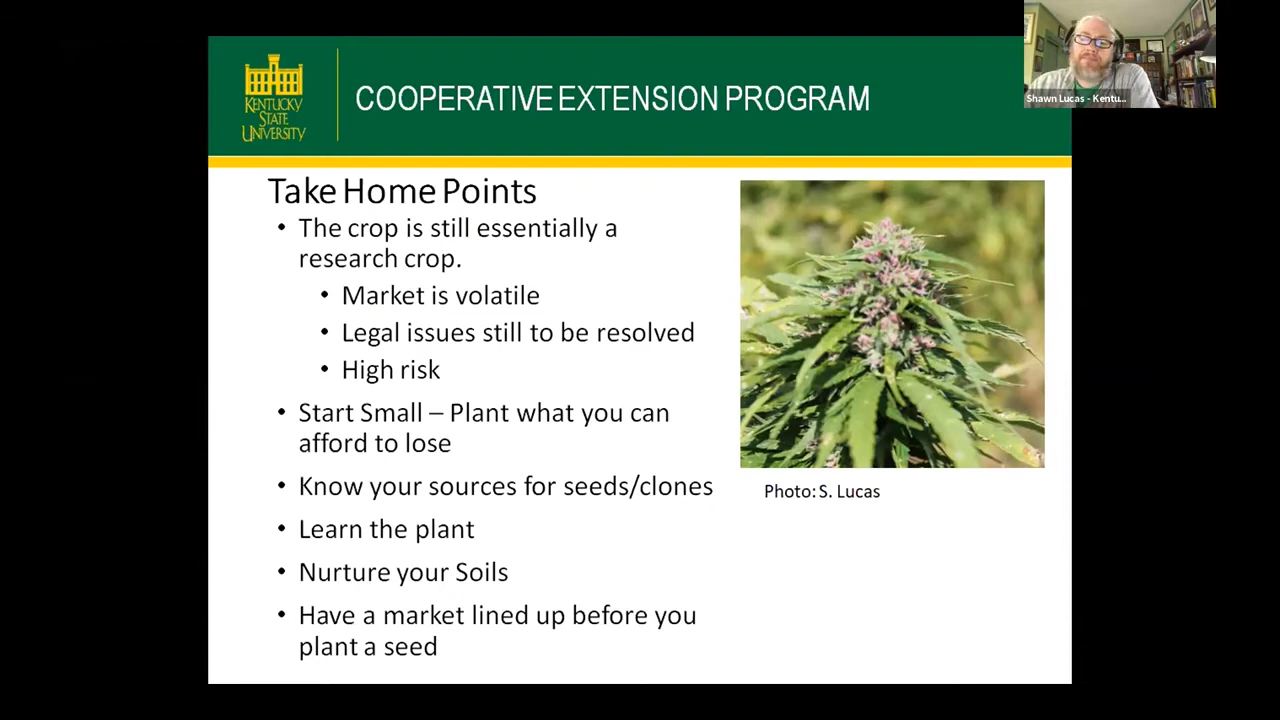 KENTUCKY
STATE
UNIVERSITY
COOPERATIVE EXTENSION PROGRAM
Shawn Lucas - Kentu...
Take Home Points
• The crop is still essentially a
research crop.
• Market is volatile
• Legal issues still to be resolved
• High risk
• Start Small – Plant what you can
afford to lose
• Know your sources for seeds/clones
• Learn the plant
• Nurture your Soils
• Have a market lined up before you
plant a seed
Photo: S. Lucas